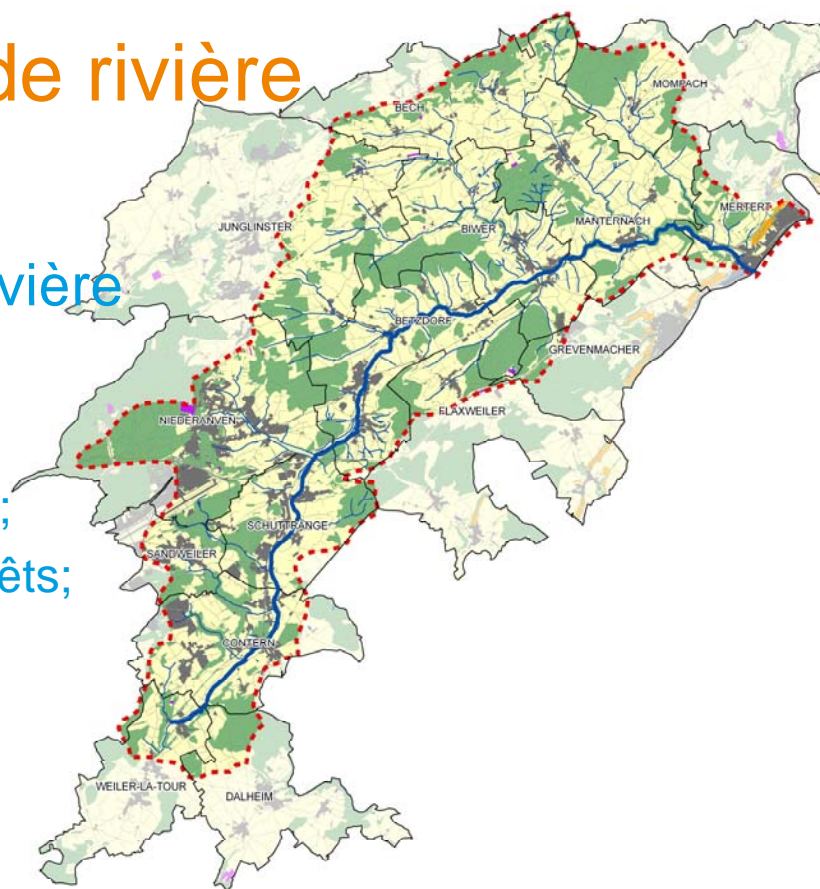 de rivière
BECH
MOMPACH
JUNGLINSTER
MERTERT
BIWER
MANTERNACH
vière
BETZDORF
GREVENMACHER
NIEDERANVEN
FLAXWEILER
;
SCHUTTRANGE
SANDWEILER
êts;
CONTERN
WEILER-LA-TOUR
DALHEIM